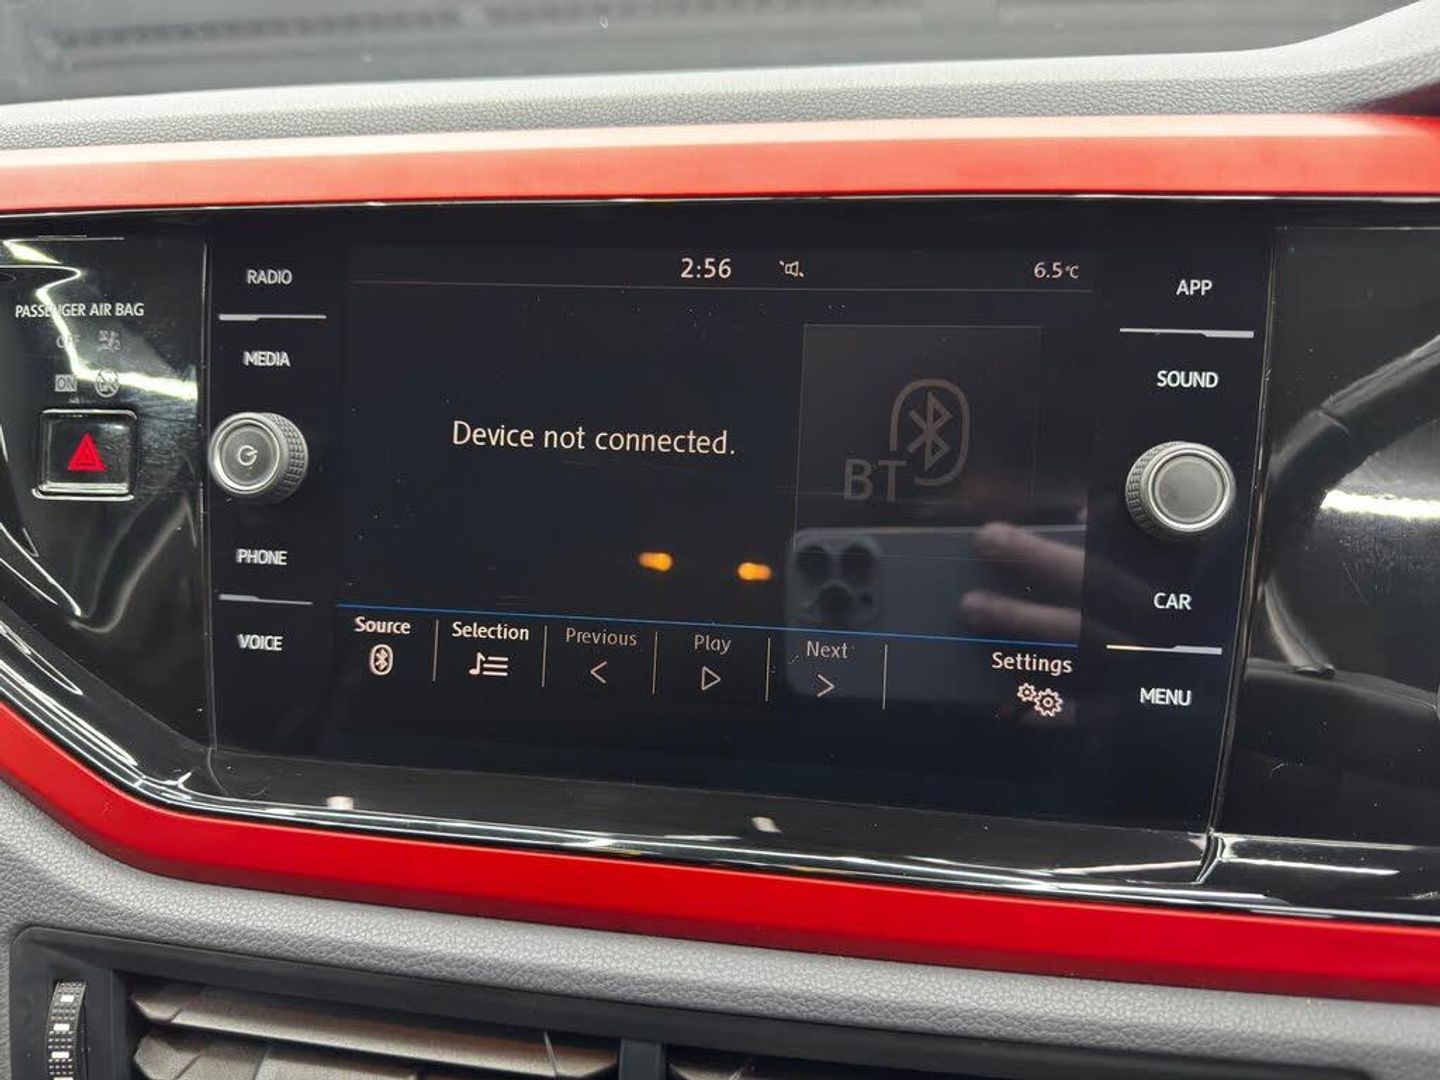 2:56
6.5°C
RADIO
MEDIA
PHONE
VOICE
APP
SOUND
CAR
MENU
PASSENGER AIR BAG
OFF
ON
Device not connected.
BT
Source
Selection
Previous
Play
Next
Settings